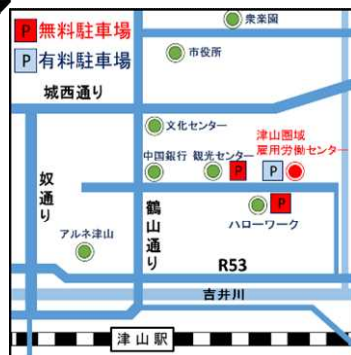 衆楽園
P 無料駐車場
市役所
P 有料駐車場
城西通り
文化センター
津山圏域
雇用労働センター
中国銀行 観光センター
P P
奴通り
鶴山通り
P
ハローワーク
アルネ津山
R53
吉井川
津山駅